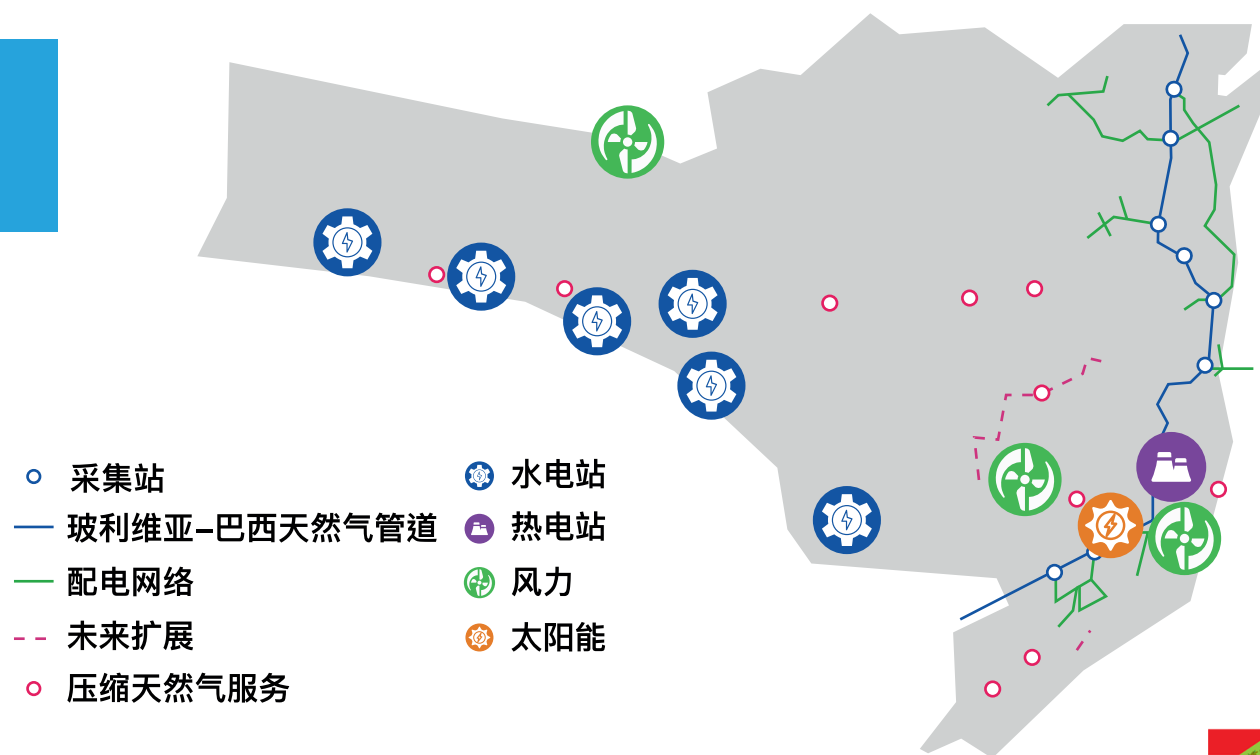 采集站
玻利维亚–巴西天然气管道
配电网络
未来扩展
压缩天然气服务
水电站
热电站
风力
太阳能